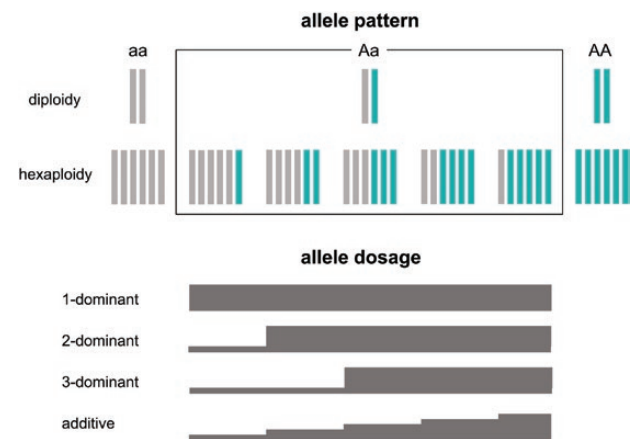 allele pattern
aa Aa AA
diploidy
hexaploidy
allele dosage
1-dominant
2-dominant
3-dominant
additive